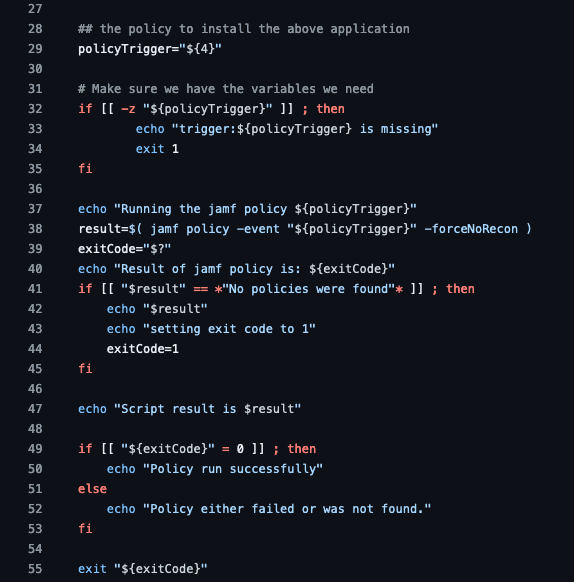 27
28 ## the policy to install the above application
29 policyTrigger="${4}"
30
31 # Make sure we have the variables we need
32 if [[ -z "${policyTrigger}" ]] ; then
33 echo "trigger:${policyTrigger} is missing"
34 exit 1
35 fi
36
37 echo "Running the jamf policy ${policyTrigger}"
38 result=$( jamf policy -event "${policyTrigger}" -forceNoRecon )
39 exitCode="$?"
40 echo "Result of jamf policy is: ${exitCode}"
41 if [[ "$result" == *"No policies were found"* ]] ; then
42 echo "$result"
43 echo "setting exit code to 1"
44 exitCode=1
45 fi
46
47 echo "Script result is $result"
48
49 if [[ "${exitCode}" = 0 ]] ; then
50 echo "Policy run successfully"
51 else
52 echo "Policy either failed or was not found."
53 fi
54
55 exit "${exitCode}"